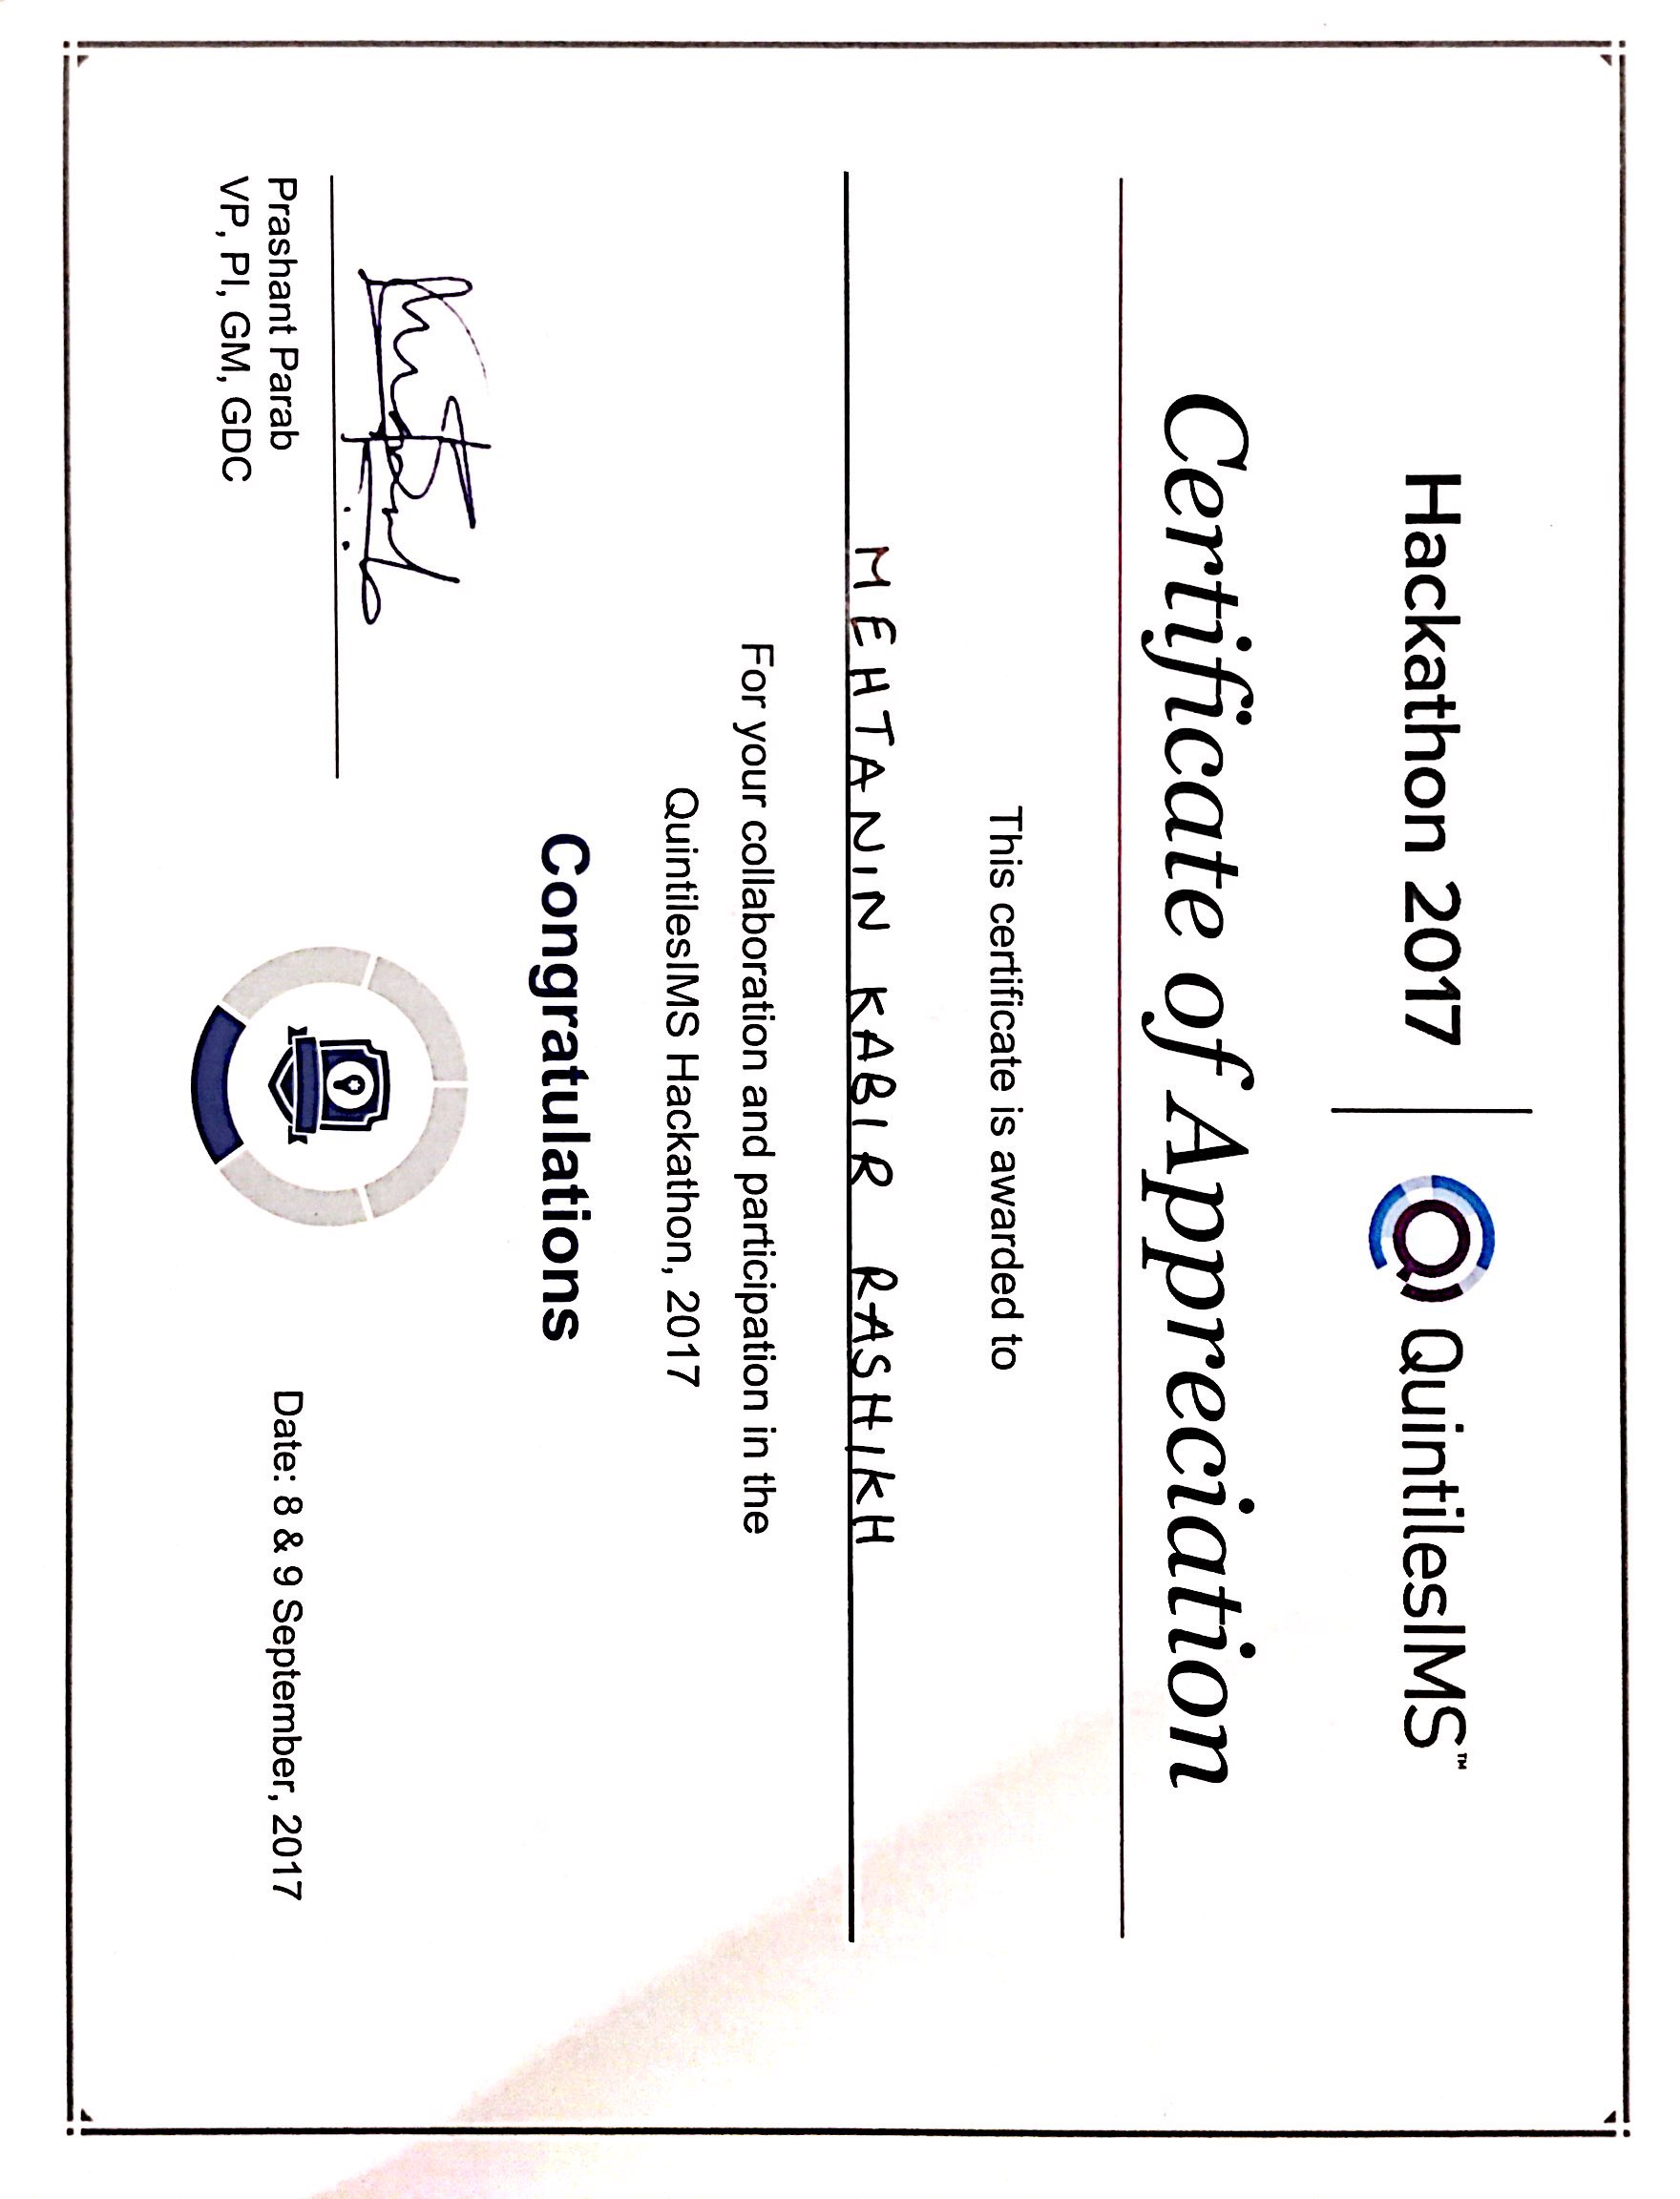 Hackathon 2017
QuintilesIMS™
Certificate of Appreciation
This certificate is awarded to
MEHTANIN KABIR RASHIKH
For your collaboration and participation in the
QuintilesIMS Hackathon, 2017
Congratulations
Prashant Parab
VP, PI, GM, GDC
Date: 8 & 9 September, 2017